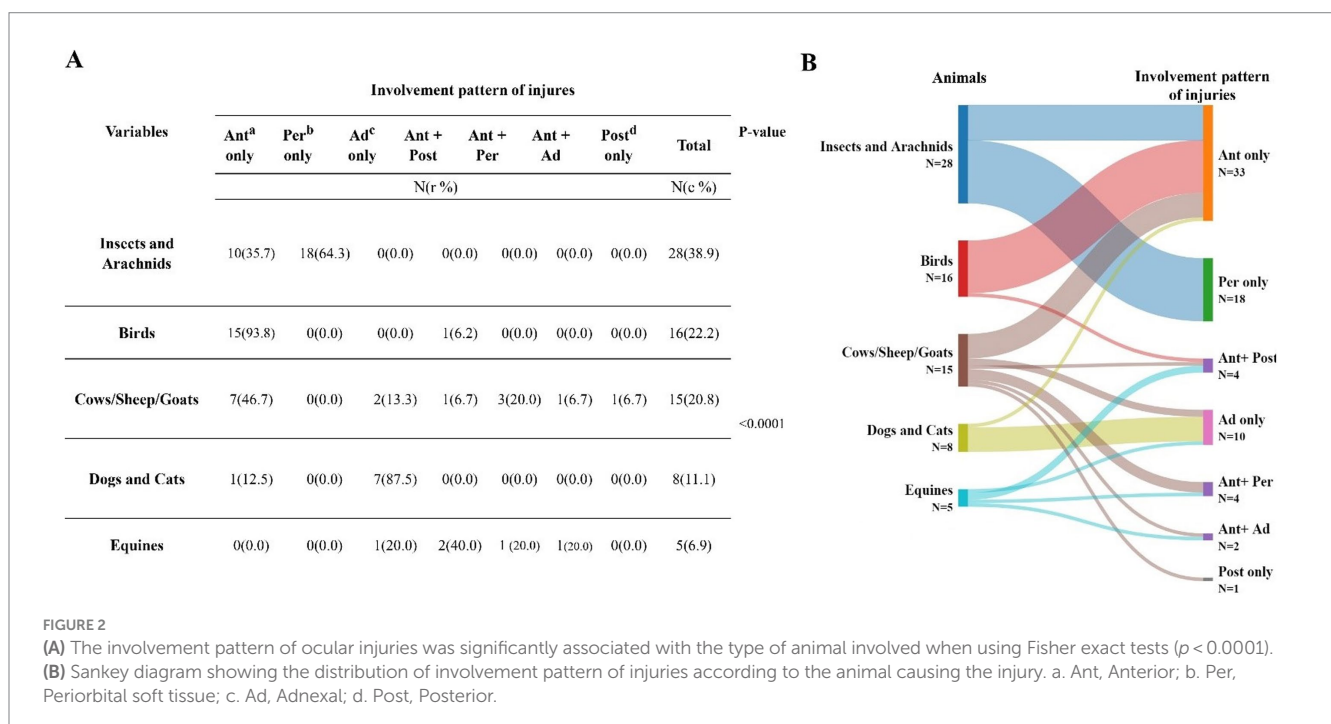 A
Involvement pattern of injures
Variables
Antᵃ only
Perᵇ only
Adᶜ only
Ant + Post
Ant + Per
Ant + Ad
Postᵈ only
Total
P-value
N(r %)
N(c %)
Insects and Arachnids 10(35.7) 18(64.3) 0(0.0) 0(0.0) 0(0.0) 0(0.0) 0(0.0) 28(38.9)
Birds 15(93.8) 0(0.0) 0(0.0) 1(6.2) 0(0.0) 0(0.0) 0(0.0) 16(22.2)
Cows/Sheep/Goats 7(46.7) 0(0.0) 2(13.3) 1(6.7) 3(20.0) 1(6.7) 1(6.7) 15(20.8)
<0.0001
Dogs and Cats 1(12.5) 0(0.0) 7(87.5) 0(0.0) 0(0.0) 0(0.0) 0(0.0) 8(11.1)
Equines 0(0.0) 0(0.0) 1(20.0) 2(40.0) 1 (20.0) 1(20.0) 0(0.0) 5(6.9)
B
Animals
Involvement pattern
of injuries
Insects and Arachnids
N=28
Birds
N=16
Cows/Sheep/Goats
N=15
Dogs and Cats
N=8
Equines
N=5
Ant only
N=33
Per only
N=18
Ant+ Post
N=4
Ad only
N=10
Ant+ Per
N=4
Ant+ Ad
N=2
Post only
N=1
FIGURE 2
(A) The involvement pattern of ocular injuries was significantly associated with the type of animal involved when using Fisher exact tests (p < 0.0001).
(B) Sankey diagram showing the distribution of involvement pattern of injuries according to the animal causing the injury. a. Ant, Anterior; b. Per,
Periorbital soft tissue; c. Ad, Adnexal; d. Post, Posterior.